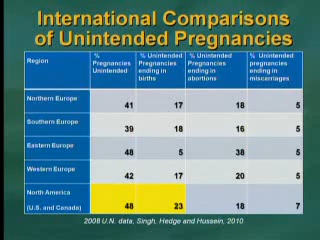 International Comparisons
of Unintended Pregnancies
Region
% Pregnancies Unintended
% Unintended Pregnancies ending in births
% Unintended Pregnancies ending in abortions
% Unintended pregnancies ending in miscarriages
Northern Europe 41 17 18 5
Southern Europe 39 18 16 5
Eastern Europe 48 5 38 5
Western Europe 42 17 20 5
North America
(U.S. and Canada) 48 23 18 7
2008 U.N. data, Singh, Hedge and Hussein, 2010